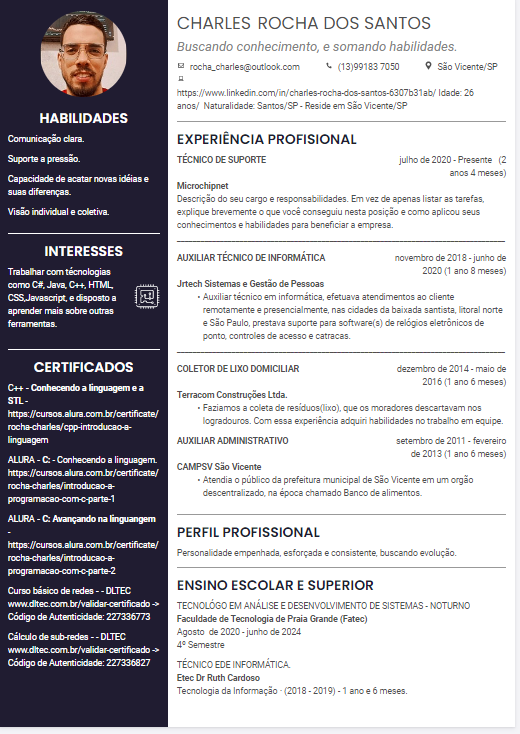 HABILIDADES
Comunicação clara.
Suporte a pressão.
Capacidade de acatar novas idéias e
suas diferenças.
Visão individual e coletiva.
INTERESSES
Trabalhar com técnologias
como C#, Java, C++, HTML,
CSS,Javascript, e disposto a
aprender mais sobre outras
ferramentas.
CERTIFICADOS
C++ - Conhecendo a linguagem e a
STL -
https://cursos.alura.com.br/certificate/
rocha-charles/cpp-introducao-a-
linguagem
ALURA - C: - Conhecendo a linguagem.
https://cursos.alura.com.br/certificate/
rocha-charles/introducao-a-
programacao-com-c-parte-1
ALURA - C: Avançando na linguangem
-
https://cursos.alura.com.br/certificate/
rocha-charles/introducao-a-
programacao-com-c-parte-2
Curso básico de redes - - DLTEC
www.dltec.com.br/validar-certificado ->
Código de Autenticidade: 227336773
Cálculo de sub-redes - - DLTEC
www.dltec.com.br/validar-certificado ->
Código de Autenticidade: 227336827
CHARLES ROCHA DOS SANTOS
Buscando conhecimento, e somando habilidades.
rocha_charles@outlook.com (13)99183 7050 São Vicente/SP
https://www.linkedin.com/in/charles-rocha-dos-santos-6307b31ab/ Idade: 26
anos/ Naturalidade: Santos/SP - Reside em São Vicente/SP
EXPERIÊNCIA PROFISIONAL
TÉCNICO DE SUPORTE julho de 2020 - Presente (2
anos 4 meses)
Microchipnet
Descrição do seu cargo e responsabilidades. Em vez de apenas listar as tarefas,
explique brevemente o que você conseguiu nesta posição e como aplicou seus
conhecimentos e habilidades para beneficiar a empresa.
AUXILIAR TÉCNICO DE INFORMÁTICA novembro de 2018 - junho de
2020 (1 ano 8 meses)
Jrtech Sistemas e Gestão de Pessoas
• Auxiliar técnico em informática, efetuava atendimentos ao cliente
remotamente e presencialmente, nas cidades da baixada santista, litoral norte
e São Paulo, prestava suporte para software(s) de relógios eletrônicos de
ponto, controles de acesso e catracas.
COLETOR DE LIXO DOMICILIAR dezembro de 2014 - maio de
2016 (1 ano 6 meses)
Terracom Construções Ltda.
• Faziamos a coleta de resíduos(lixo), que os moradores descartavam nos
logradouros. Com essa experiência adquiri habilidades no trabalho em equipe.
AUXILIAR ADMINISTRATIVO setembro de 2011 - fevereiro
de 2013 (1 ano 6 meses)
CAMPSV São Vicente
• Atendia o público da prefeitura municipal de São Vicente em um orgão
descentralizado, na época chamado Banco de alimentos.
PERFIL PROFISSIONAL
Personalidade empenhada, esforçada e consistente, buscando evolução.
ENSINO ESCOLAR E SUPERIOR
TECNOLÓGO EM ANÁLISE E DESENVOLVIMENTO DE SISTEMAS - NOTURNO
Faculdade de Tecnologia de Praia Grande (Fatec)
Agosto de 2020 - junho de 2024
4º Semestre
TÉCNICO EDE INFORMÁTICA.
Etec Dr Ruth Cardoso
Tecnologia da Informação · (2018 - 2019) - 1 ano e 6 meses.